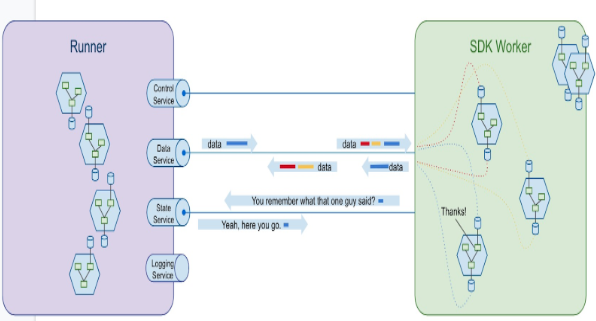 Runner
SDK Worker
Control
Service
data
data
Data
Service
data
data
You remember what that one guy said?
State
Service
Thanks!
Yeah, here you go.
Logging
Service